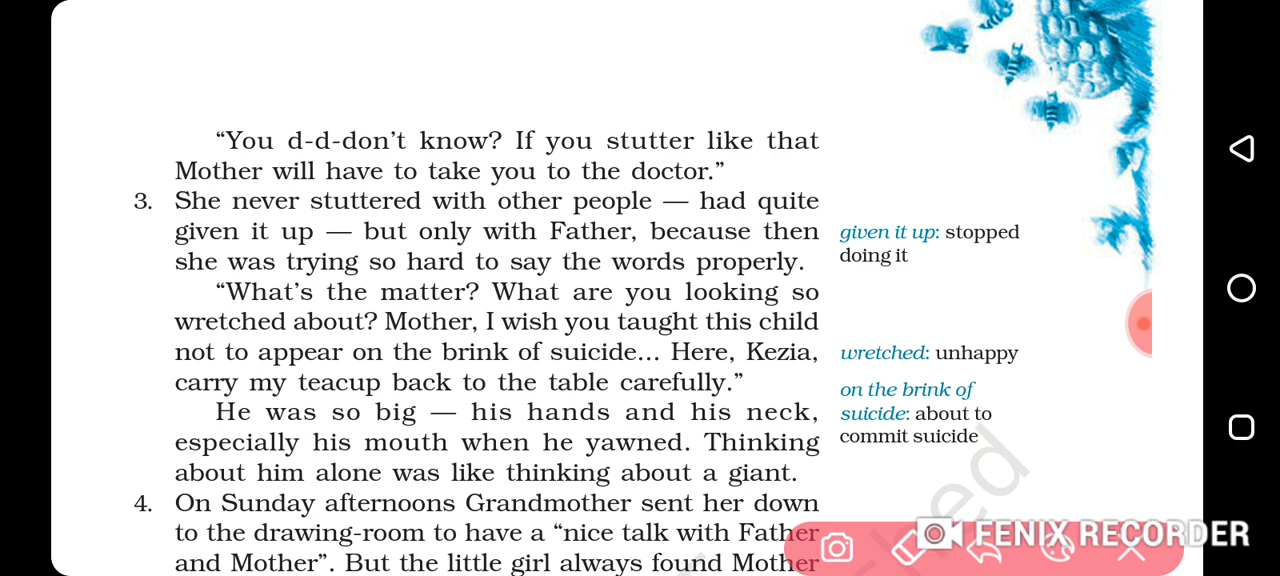 “You d-d-don’t know? If you stutter like that
Mother will have to take you to the doctor.”
3. She never stuttered with other people — had quite
given it up — but only with Father, because then
she was trying so hard to say the words properly.
“What’s the matter? What are you looking so
wretched about? Mother, I wish you taught this child
not to appear on the brink of suicide... Here, Kezia,
carry my teacup back to the table carefully.”
He was so big — his hands and his neck,
especially his mouth when he yawned. Thinking
about him alone was like thinking about a giant.
4. On Sunday afternoons Grandmother sent her down
to the drawing-room to have a “nice talk with Father
and Mother”. But the little girl always found Mother
given it up: stopped
doing it
wretched: unhappy
on the brink of
suicide: about to
commit suicide
FENIX RECORDER